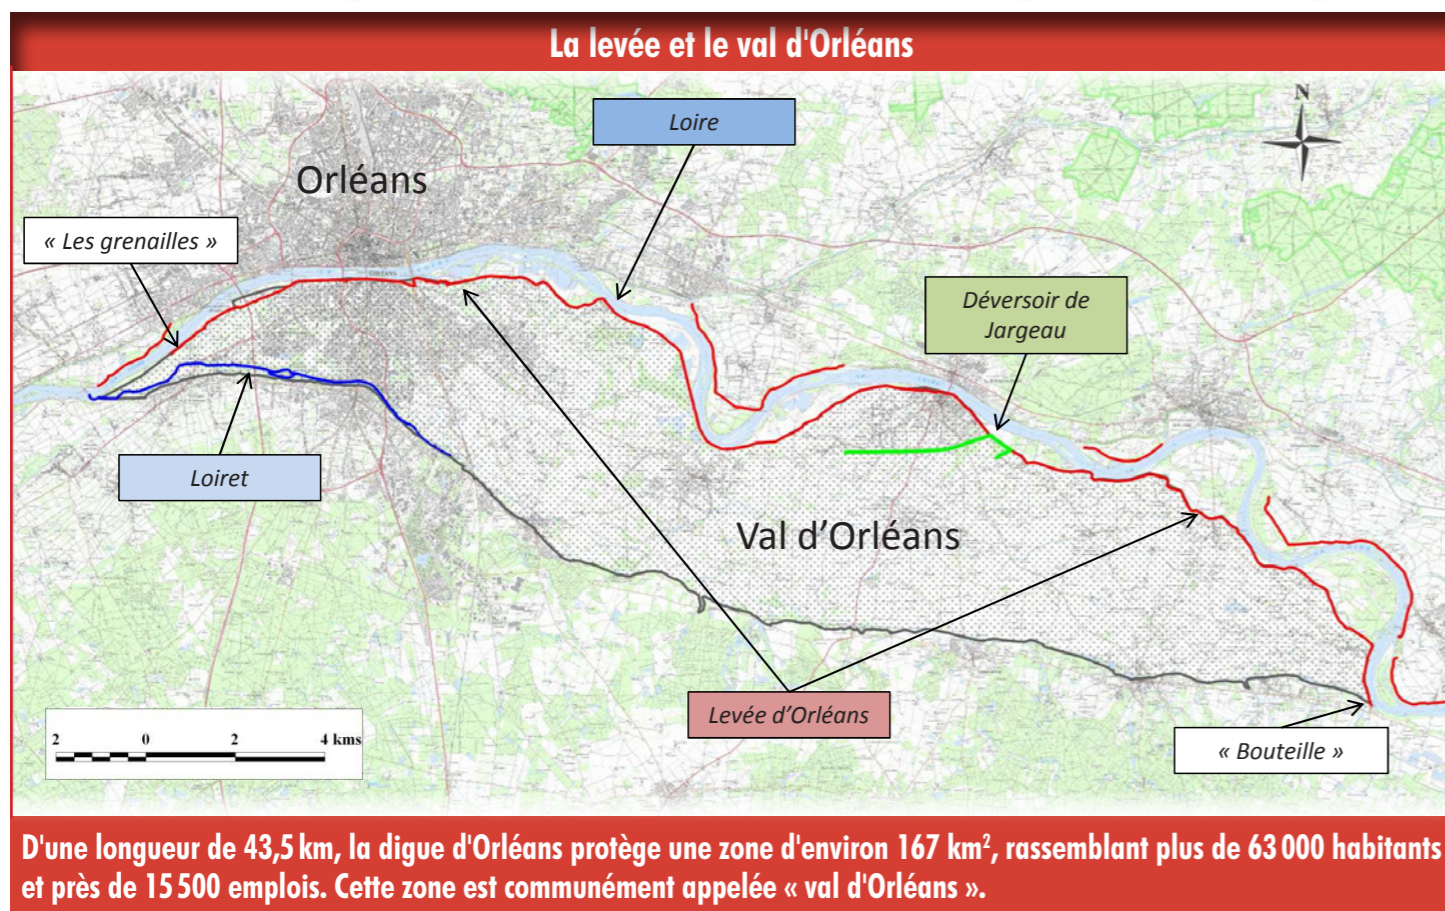 La levée et le val d'Orléans
N
Loire
Orléans
« Les grenailles »
ORLÉANS
Déversoir de
Jargeau
Loiret
Val d’Orléans
Levée d’Orléans
« Bouteille »
2 0 2 4 kms
D'une longueur de 43,5 km, la digue d'Orléans protège une zone d'environ 167 km², rassemblant plus de 63 000 habitants
et près de 15 500 emplois. Cette zone est communément appelée « val d'Orléans ».